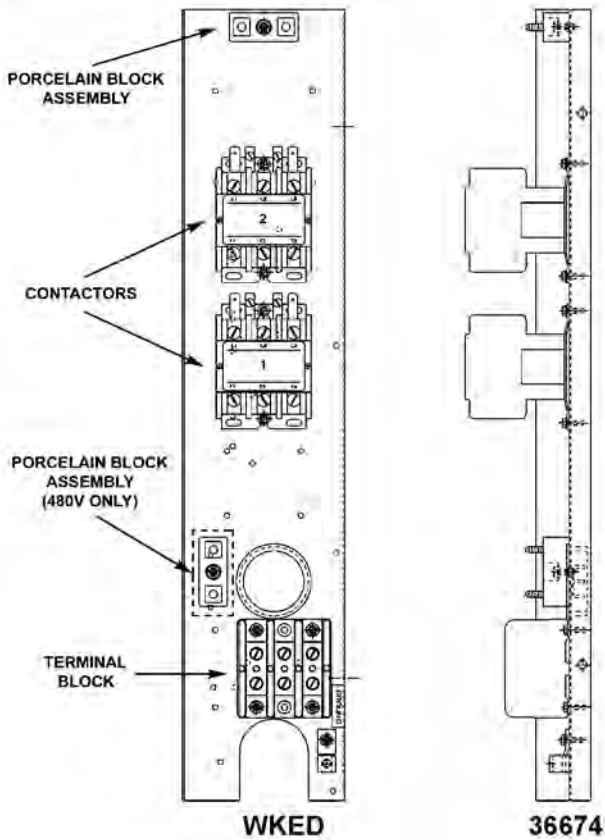 PORCELAIN BLOCK
ASSEMBLY
2
CONTACTORS
1
PORCELAIN BLOCK
ASSEMBLY
(480V ONLY)
TERMINAL
BLOCK
WKED
36674